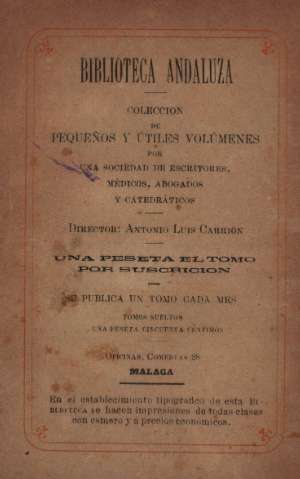 BIBLIOTECA ANDALUZA
COLECCION
DE
PEQUEÑOS Y ÚTILES VOLÚMENES
POR
UNA SOCIEDAD DE ESCRITORES,
MÉDICOS, ABOGADOS
Y CATEDRÁTICOS
DIRECTOR: ANTONIO LUIS CARRION
UNA PESETA EL TOMO
POR SUSCRICION
SE PUBLICA UN TOMO CADA MES
TOMOS SUELTOS
UNA PESETA CINCUENTA CÉNTIMOS
OFICINAS, COMEDIAS 28
MALAGA
En el establecimiento tipográfico de esta BI-
BLIOTECA se hacen impresiones de todas clases
con esmero y a precios económicos.